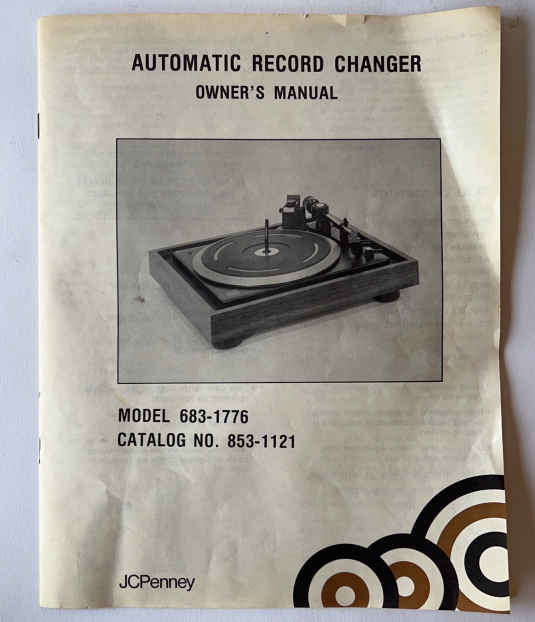 AUTOMATIC RECORD CHANGER
OWNER'S MANUAL
MODEL 683-1776
CATALOG NO. 853-1121
JCPenney